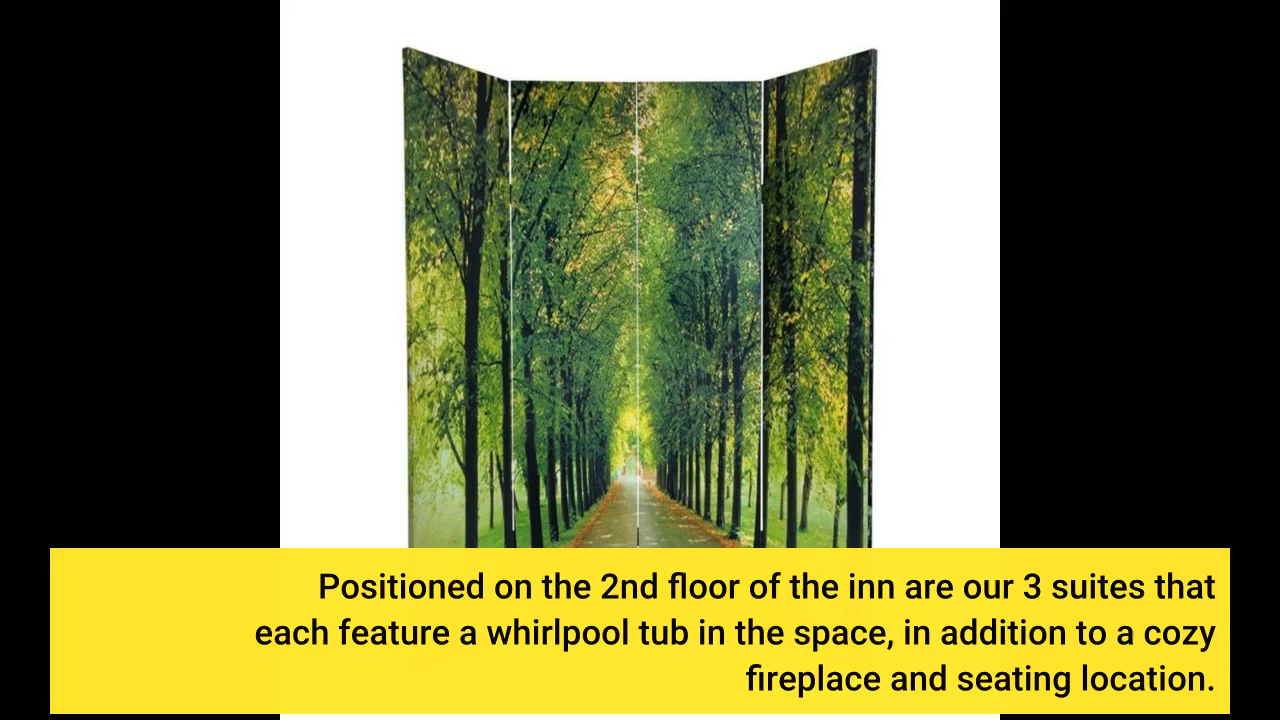 Positioned on the 2nd floor of the inn are our 3 suites that
each feature a whirlpool tub in the space, in addition to a cozy
fireplace and seating location.